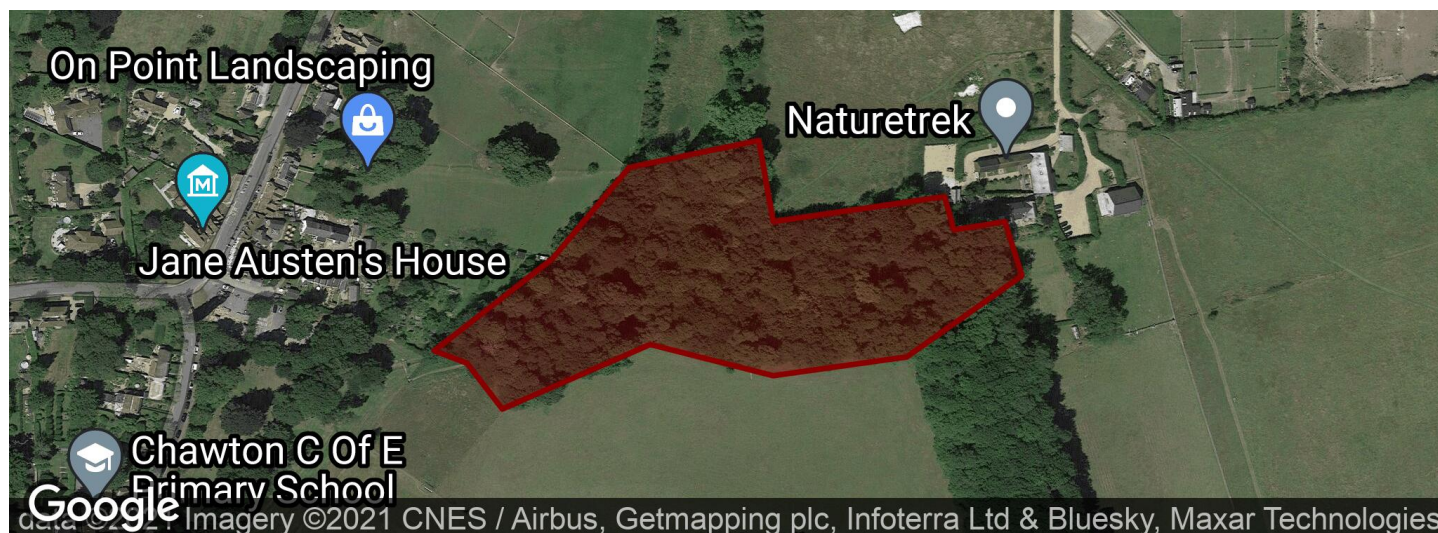 On Point Landscaping
Naturetrek
M
Jane Austen's House
Chawton C Of E
Primary School
Google
Imagery ©2021 CNES / Airbus, Getmapping plc, Infoterra Ltd & Bluesky, Maxar Technologies